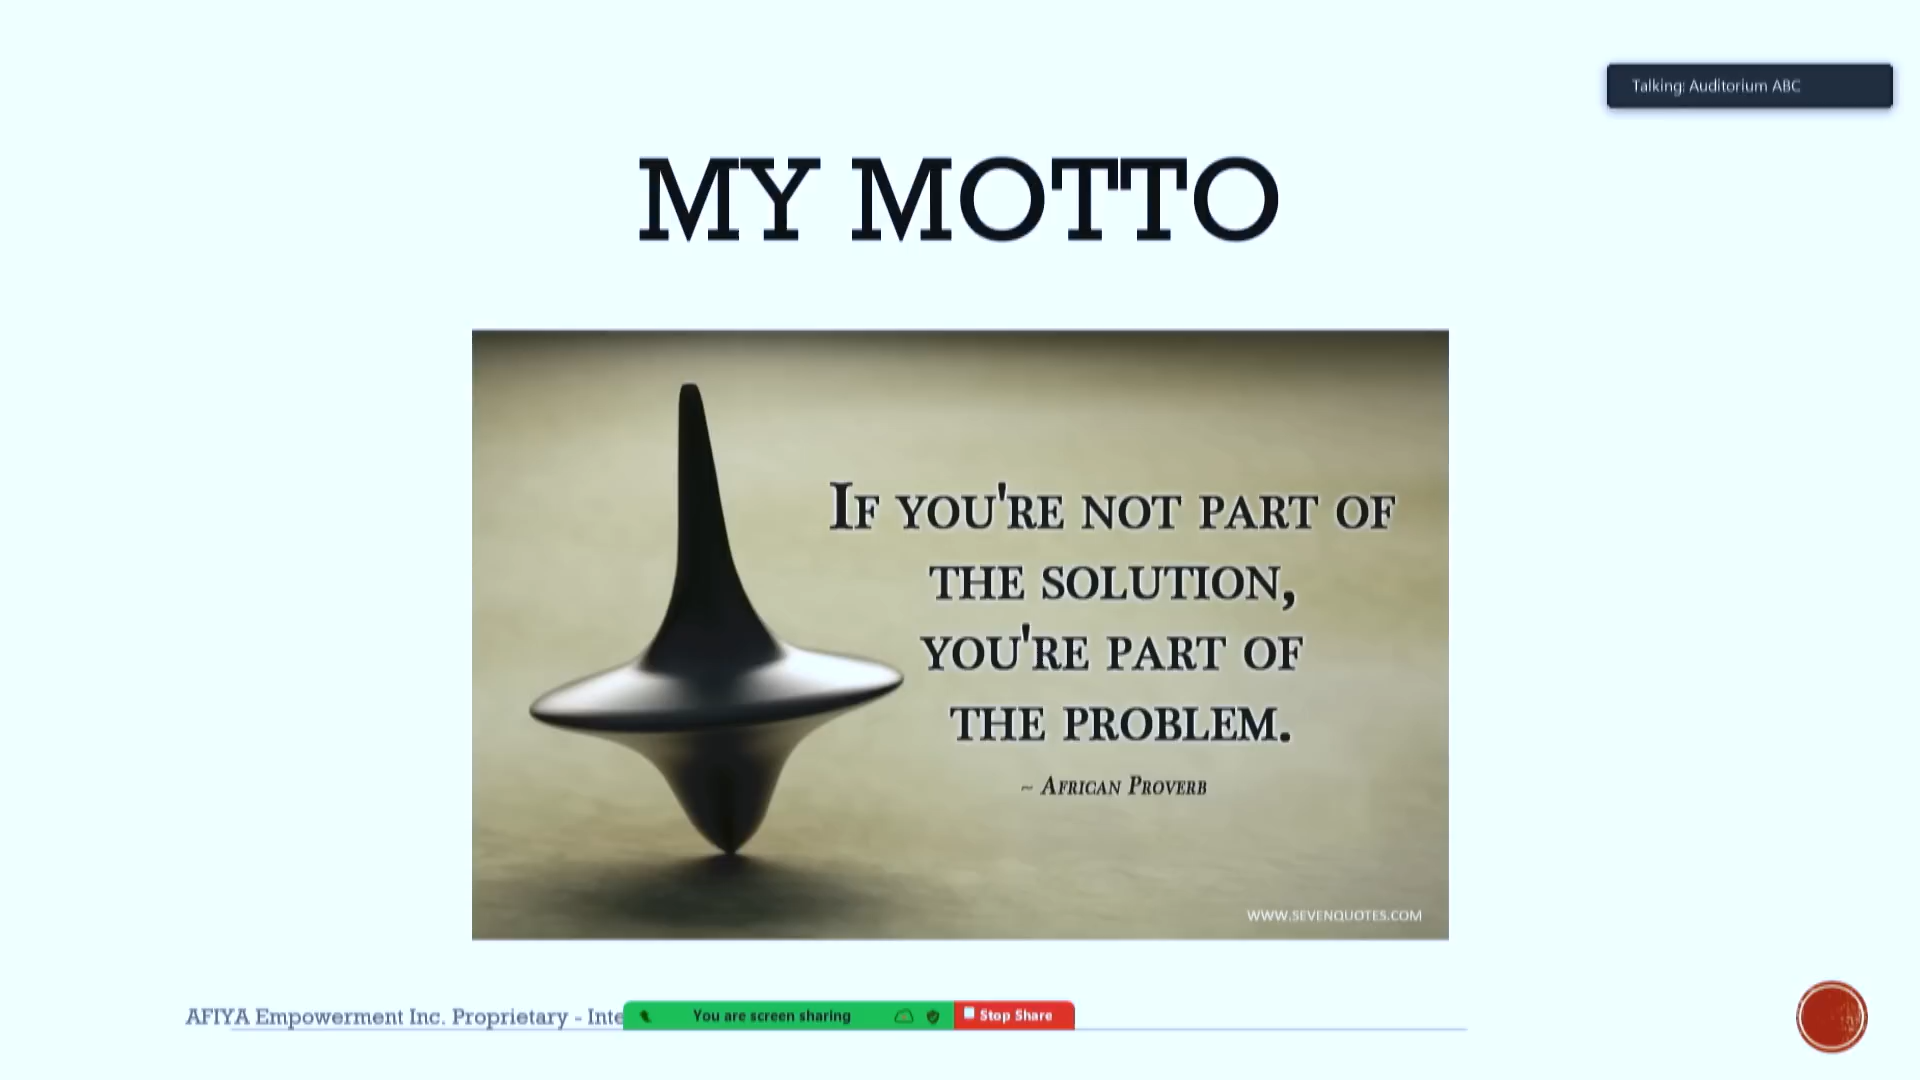 Talking: Auditorium ABC
MY MOTTO
IF YOU'RE NOT PART OF
THE SOLUTION,
YOU'RE PART OF
THE PROBLEM.
~ AFRICAN PROVERB
WWW.SEVENQUOTES.COM
AFIYA Empowerment Inc. Proprietary - Inte
You are screen sharing
Stop Share